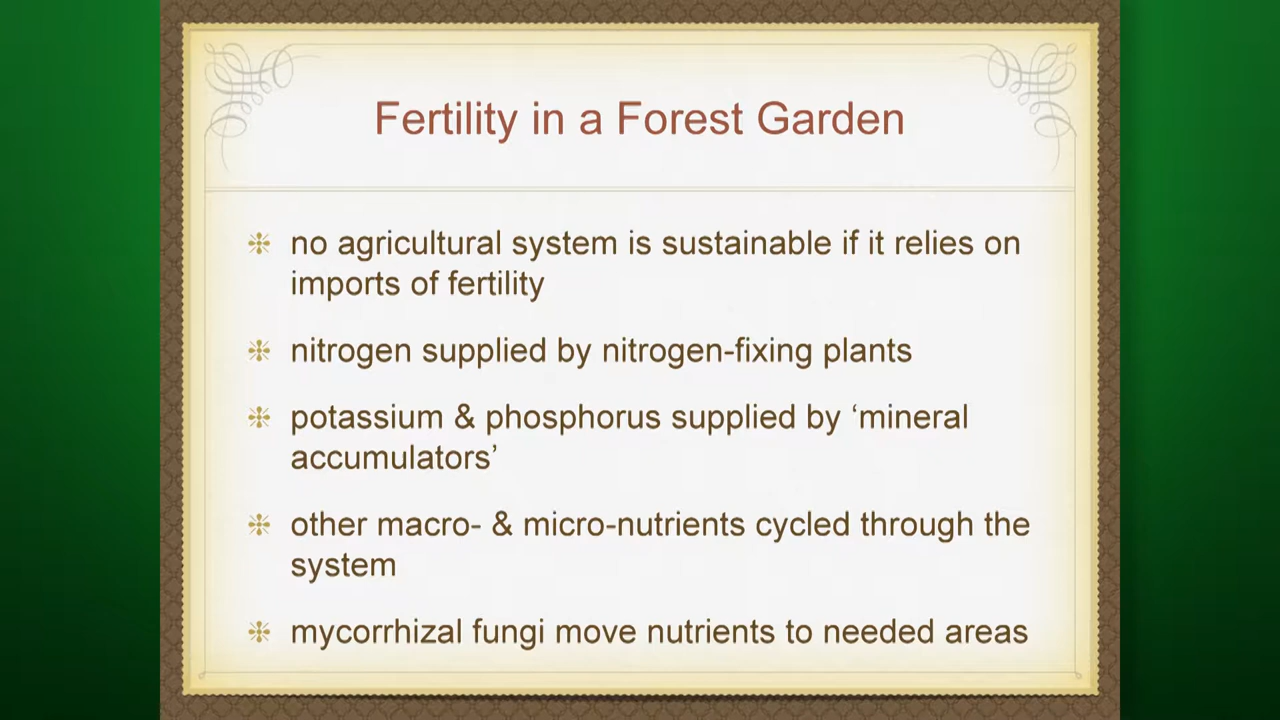 Fertility in a Forest Garden
no agricultural system is sustainable if it relies on
imports of fertility
nitrogen supplied by nitrogen-fixing plants
potassium & phosphorus supplied by ‘mineral
accumulators’
other macro- & micro-nutrients cycled through the
system
mycorrhizal fungi move nutrients to needed areas